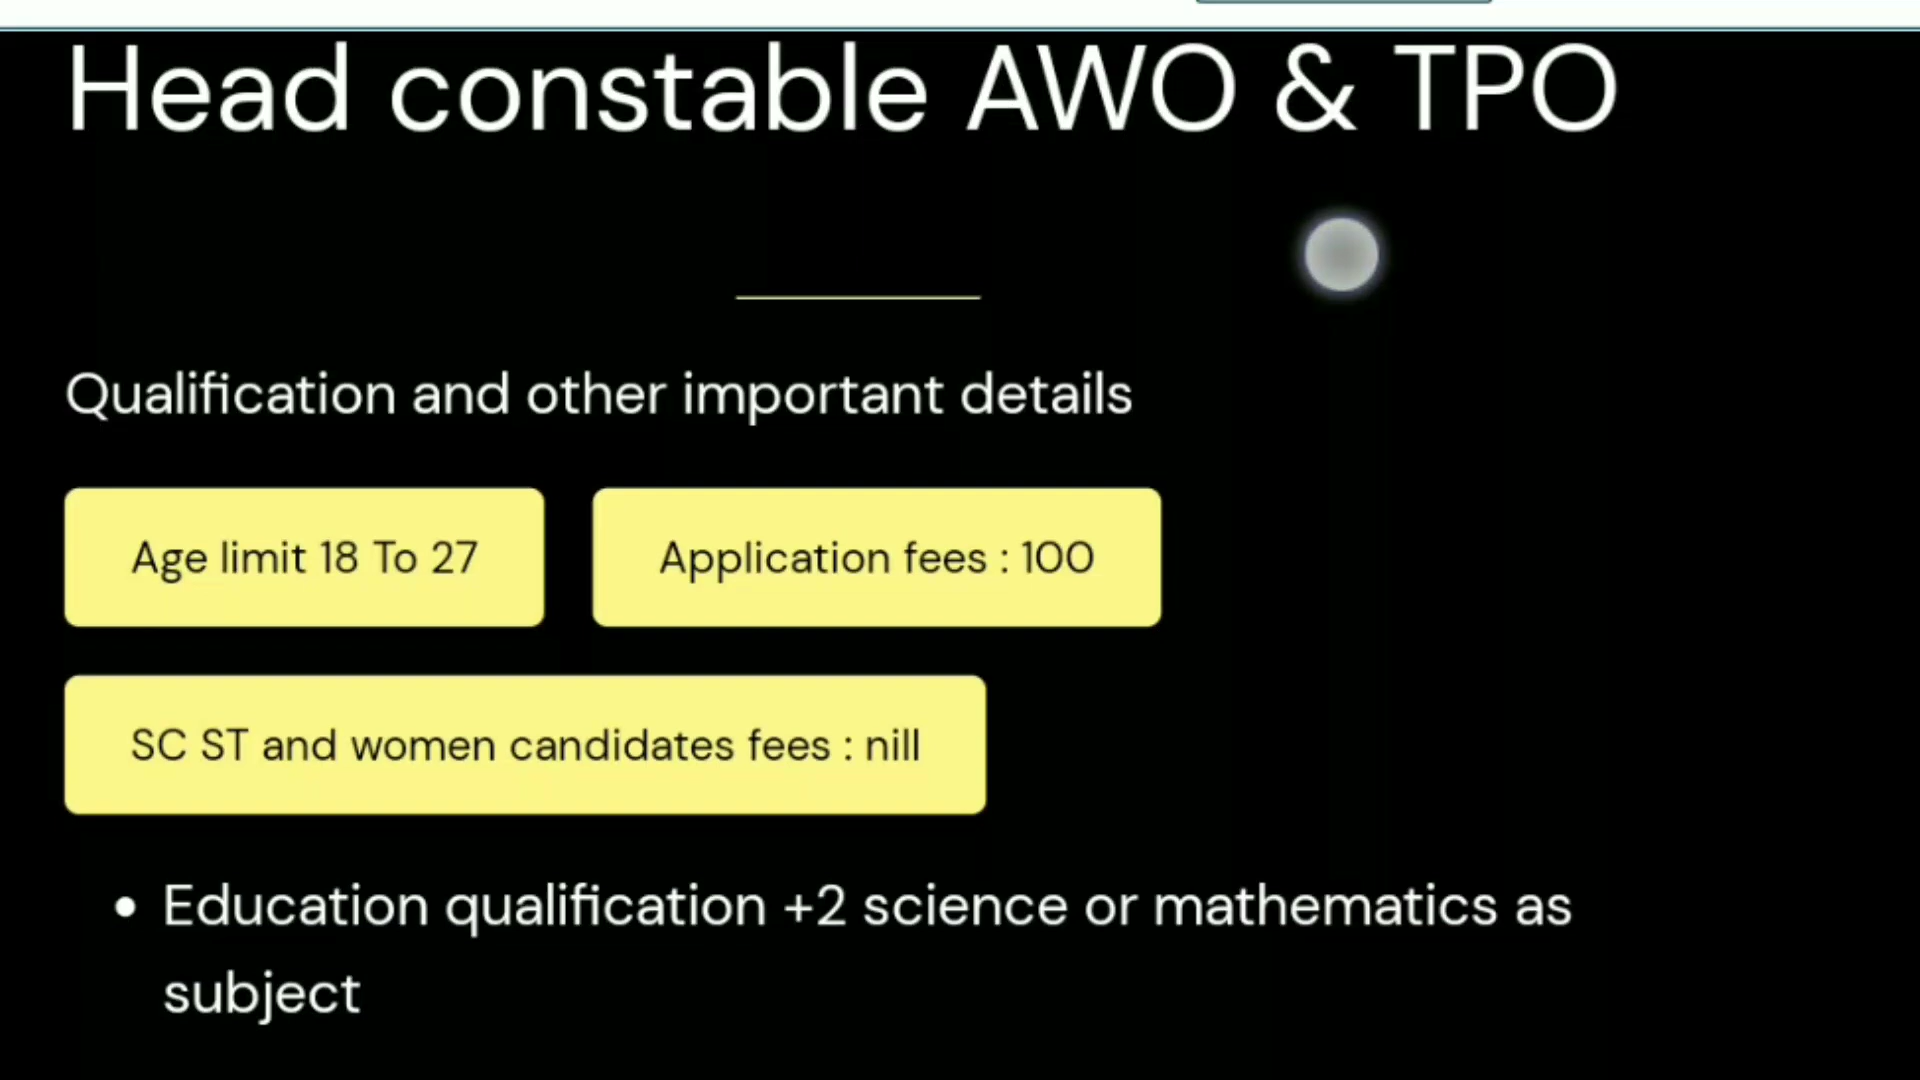 Head constable AWO & TPO
Qualification and other important details
Age limit 18 To 27
Application fees : 100
SC ST and women candidates fees : nill
• Education qualification +2 science or mathematics as
subject